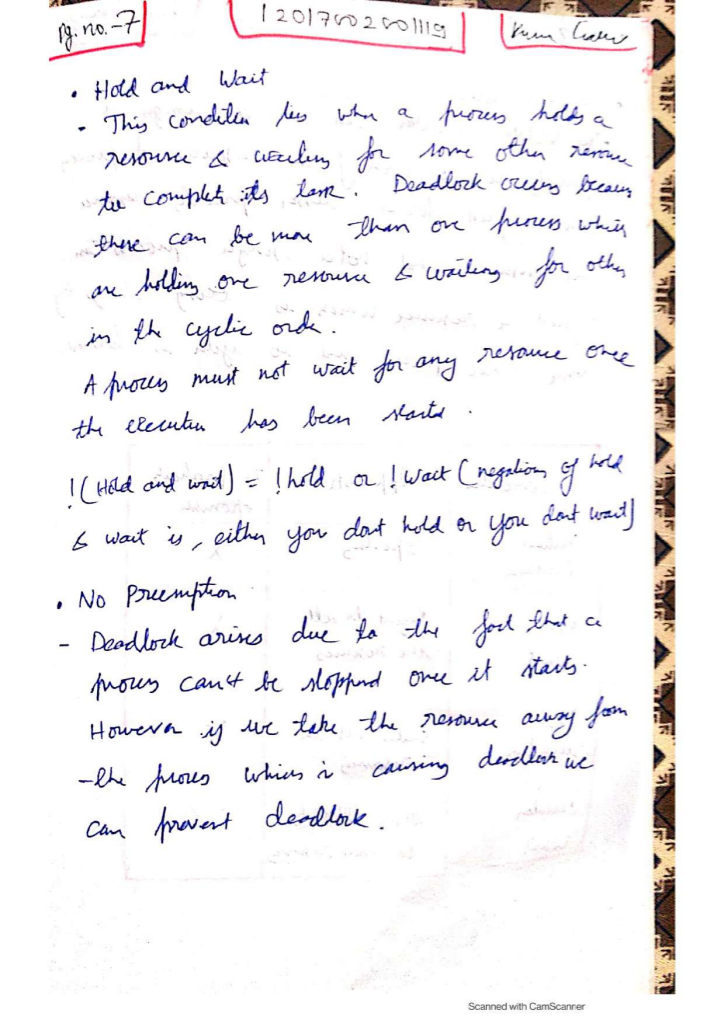 Pg. no.-7
12017002001119
• Hold and Wait
- This condition lies when a process holds a
resource & waiting for some other resource
to complete its task. Deadlock occurs because
there can be more than one process which
are holding one resource & waiting for other
in the cyclic order.
A process must not wait for any resource once
the execution has been started.
!(Hold and wait) = !hold or !wait (negation of hold
& wait is, either you dont hold or you dont wait)
• No Preemption
- Deadlock arises due to the fact that a
process can't be stopped once it starts.
However if we take the resource away from
the process which is causing deadlock we
can prevent deadlock.
Scanned with CamScanner